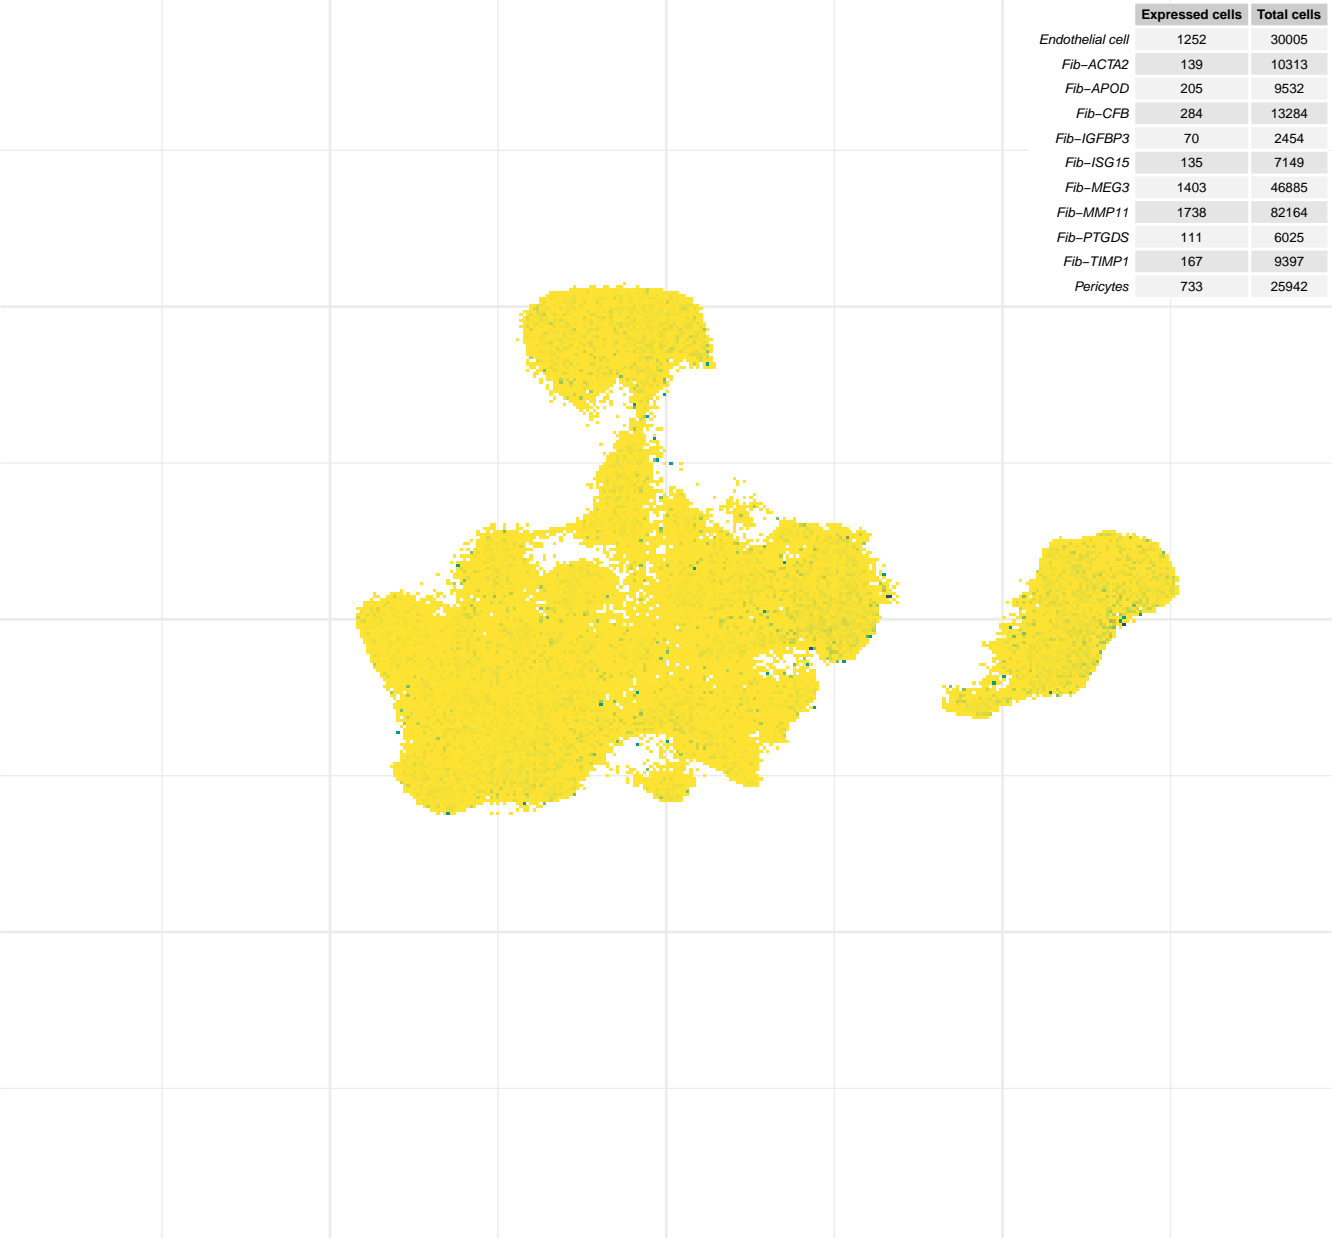 Expressed cells Total cells
Endothelial cell 1252 30005
Fib−ACTA2 139 10313
Fib−APOD 205 9532
Fib−CFB 284 13284
Fib−IGFBP3 70 2454
Fib−ISG15 135 7149
Fib−MEG3 1403 46885
Fib−MMP11 1738 82164
Fib−PTGDS 111 6025
Fib−TIMP1 167 9397
Pericytes 733 25942